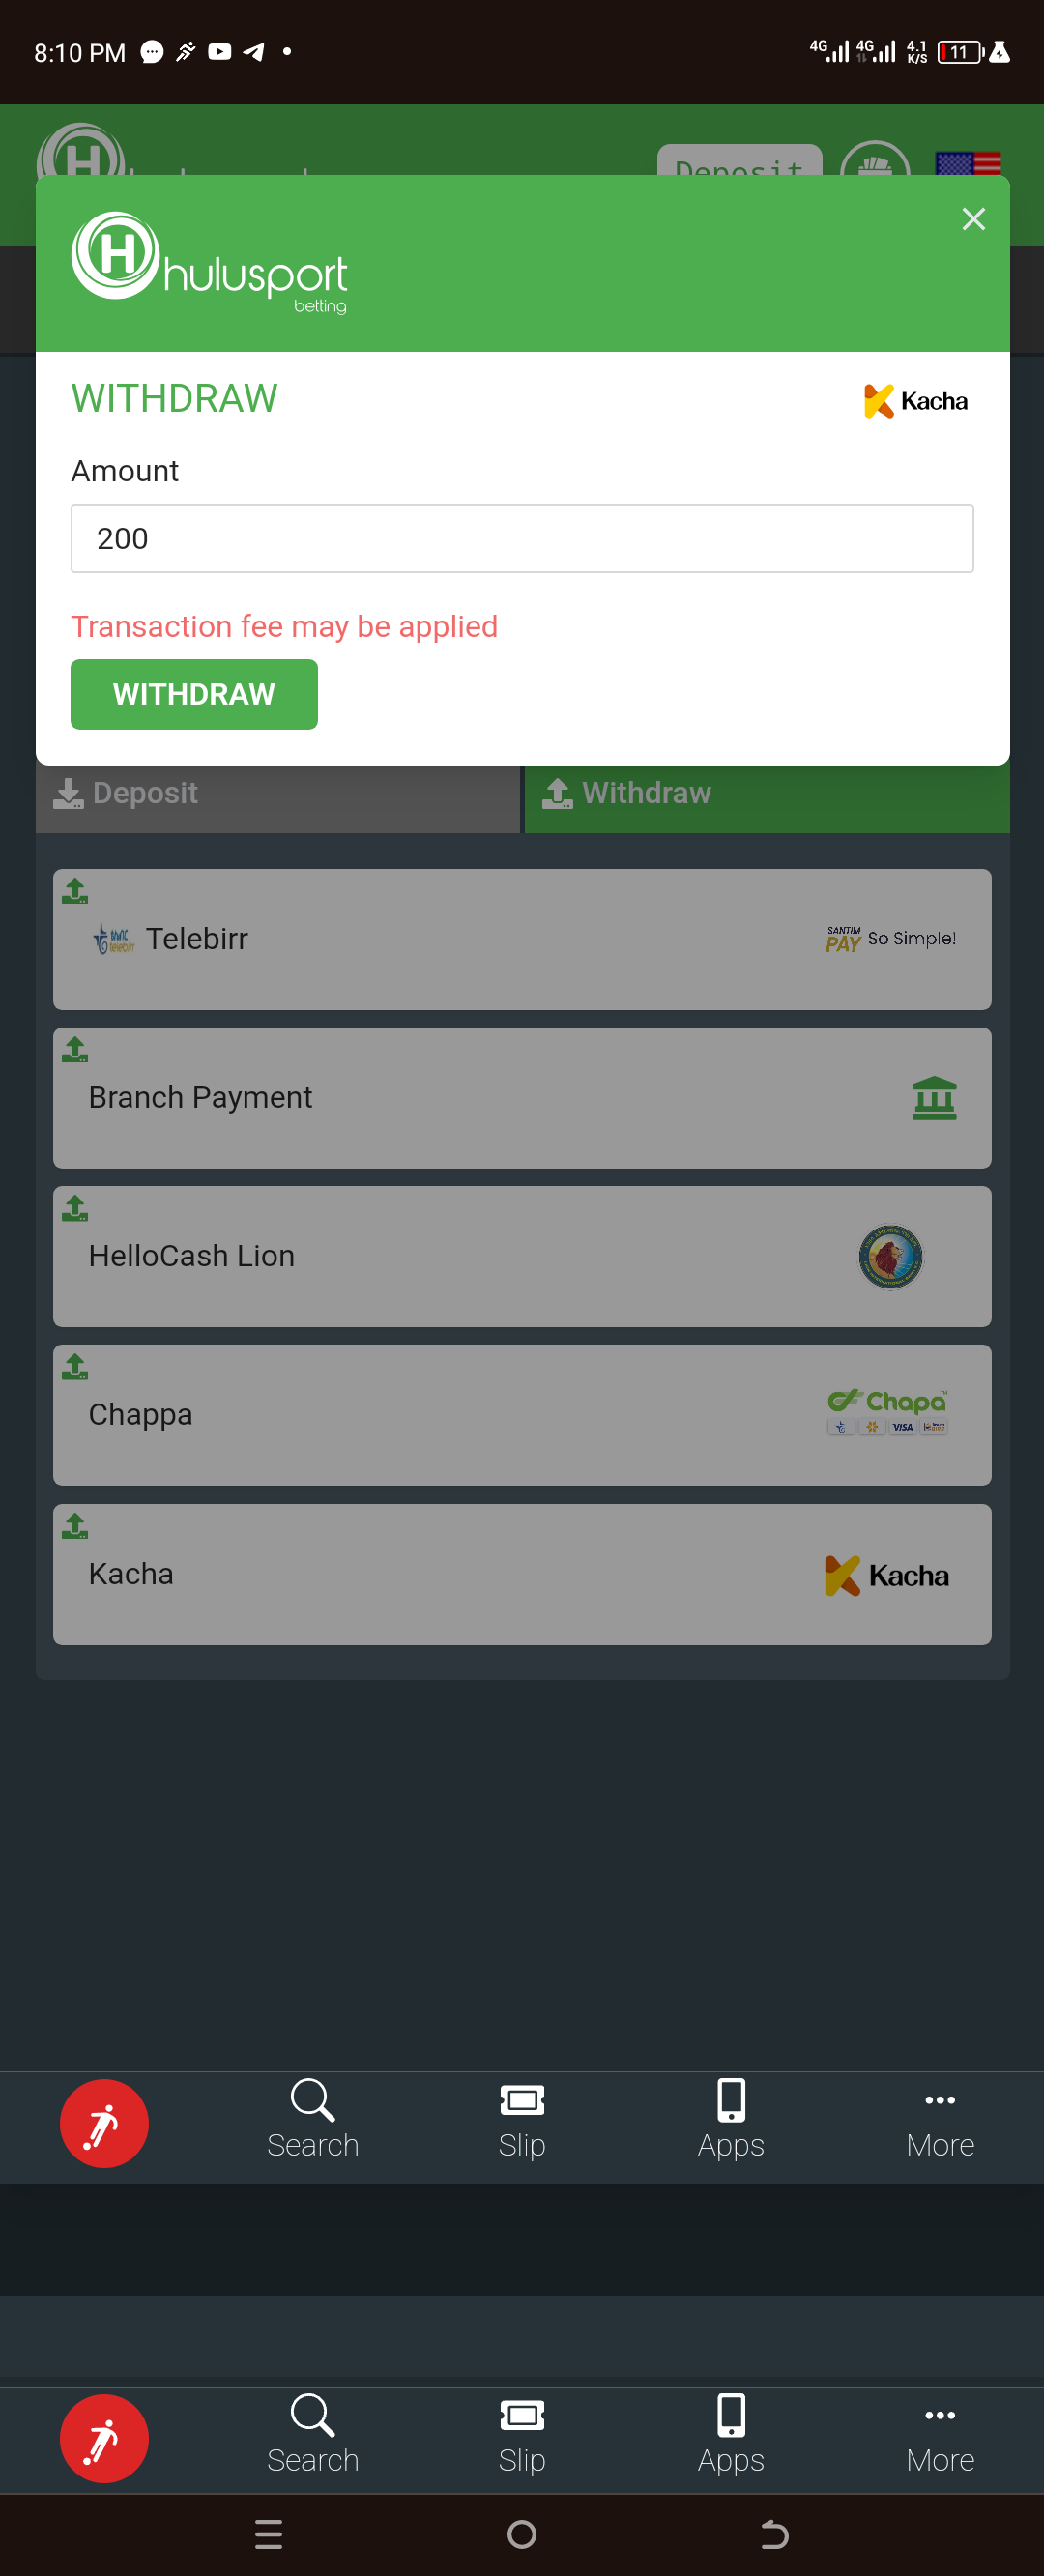 8:10 PM
4G 4G 4.1 K/S 11
Deposit
H
hulusport
betting
WITHDRAW
Kacha
Amount
200
Transaction fee may be applied
WITHDRAW
Deposit
Withdraw
telebirr
Telebirr
SANTIM
PAY So Simple!
Branch Payment
HelloCash Lion
Chappa
Chapa
VISA
Kacha
Kacha
Search
Slip
Apps
More
Search
Slip
Apps
More